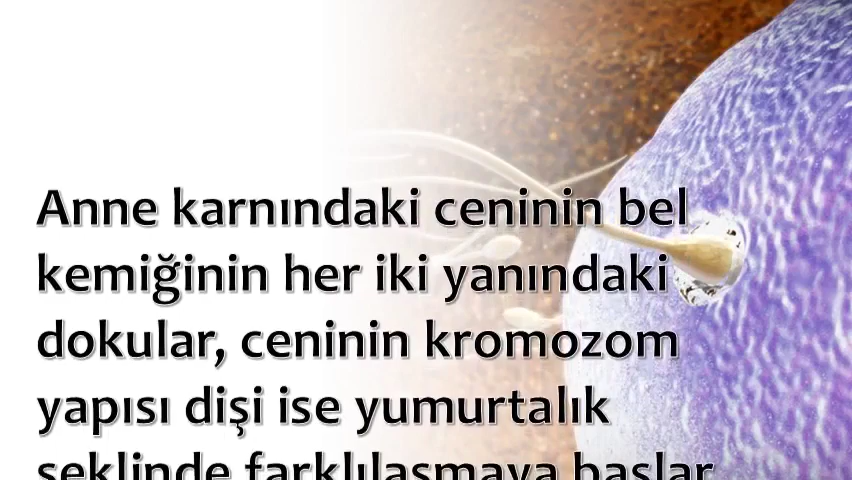 Anne karnındaki ceninin bel
kemiğinin her iki yanındaki
dokular, ceninin kromozom
yapısı dişi ise yumurtalık
şeklinde farklılaşmaya başlar